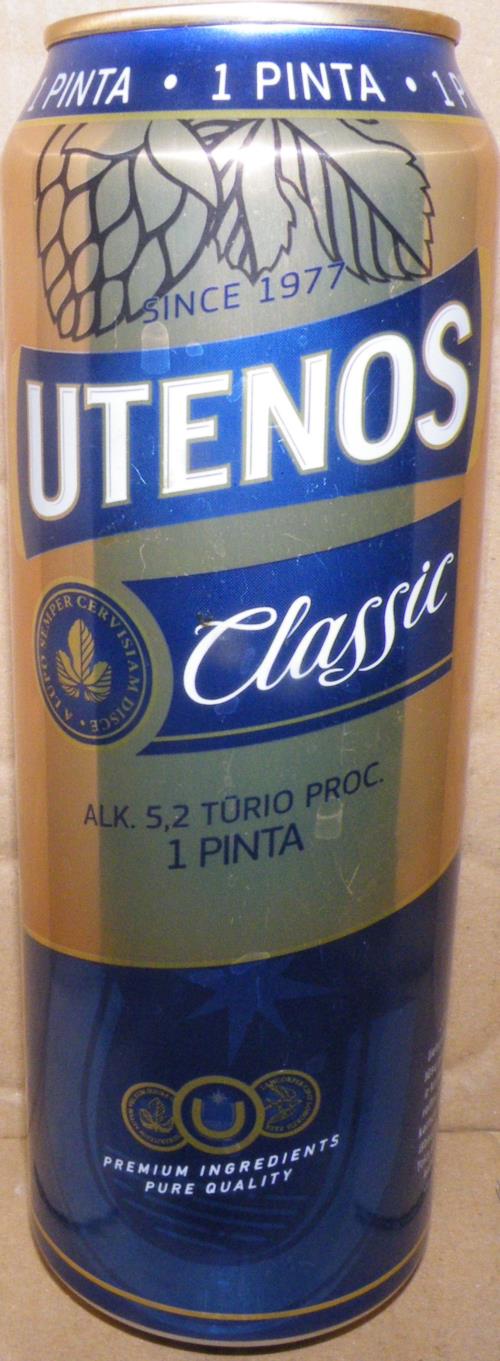 1 PINTA • 1 PINTA • 1 P
SINCE 1977
UTENOS
Classic
A LUPO SEMPER CERVISIAM DISCE •
ALK. 5,2 TŪRIO PROC.
1 PINTA
PREMIUM INGREDIENTS
PURE QUALITY